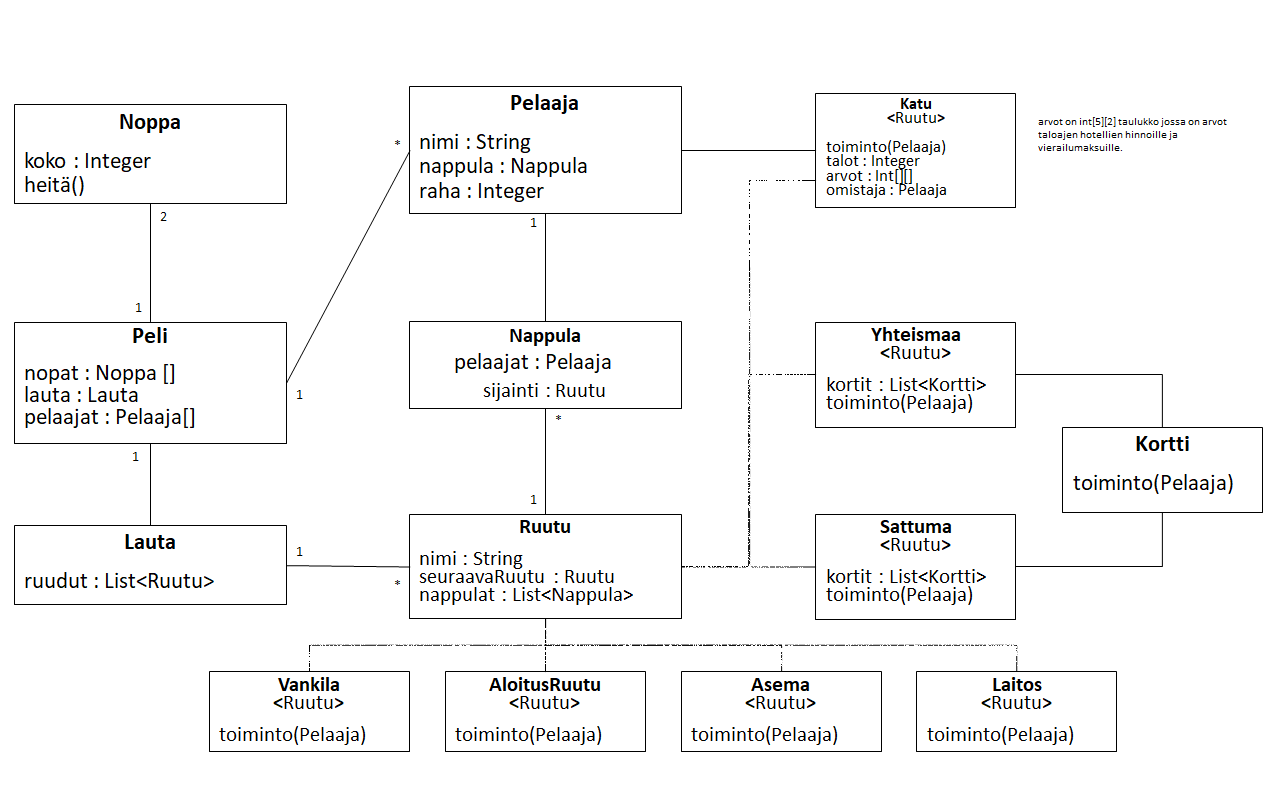 Noppa
koko : Integer
heitä()
2
1
Peli
nopat : Noppa []
lauta : Lauta
pelaajat : Pelaaja[]
1
1
Lauta
ruudut : List<Ruutu>
1
*
*
Pelaaja
nimi : String
nappula : Nappula
raha : Integer
1
Nappula
pelaajat : Pelaaja
sijainti : Ruutu
*
1
Ruutu
nimi : String
seuraavaRuutu : Ruutu
nappulat : List<Nappula>
Katu
<Ruutu>
toiminto(Pelaaja)
talot : Integer
arvot : Int[][]
omistaja : Pelaaja
arvot on int[5][2] taulukko jossa on arvot
taloajen hotellien hinnoille ja
vierailumaksuille.
Yhteismaa
<Ruutu>
kortit : List<Kortti>
toiminto(Pelaaja)
Kortti
toiminto(Pelaaja)
Sattuma
<Ruutu>
kortit : List<Kortti>
toiminto(Pelaaja)
Vankila
<Ruutu>
toiminto(Pelaaja)
AloitusRuutu
<Ruutu>
toiminto(Pelaaja)
Asema
<Ruutu>
toiminto(Pelaaja)
Laitos
<Ruutu>
toiminto(Pelaaja)